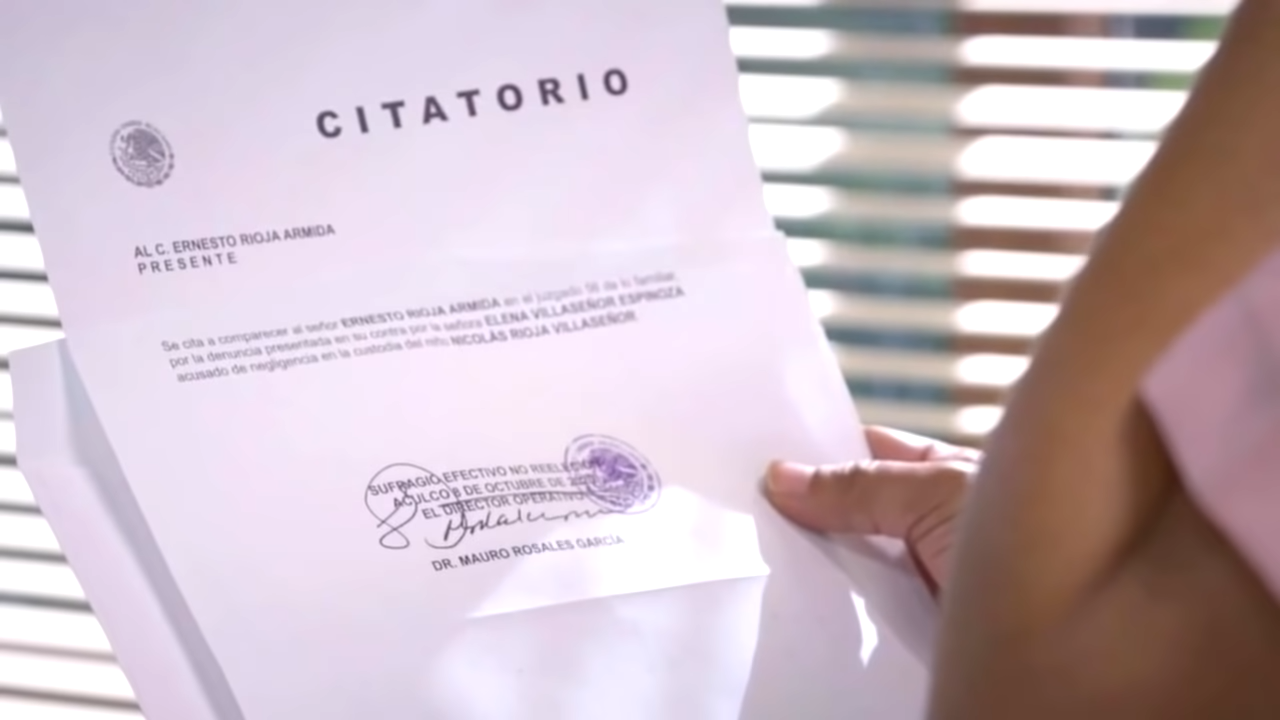 CITATORIO
AL C. ERNESTO RIOJA ARMIDA
PRESENTE
Se cita a comparecer al señor ERNESTO RIOJA ARMIDA en el juzgado de lo familiar,
por la denuncia presentada en su contra por la señora ELENA VILLASEÑOR ESPINOZA
acusado de negligencia en la custodia del niño NICOLÁS RIOJA VILLASEÑOR
SUFRAGIO EFECTIVO NO REELECCIÓN
ACULCO 8 DE OCTUBRE DE
EL DIRECTOR OPERATIVO
DR. MAURO ROSALES GARCÍA